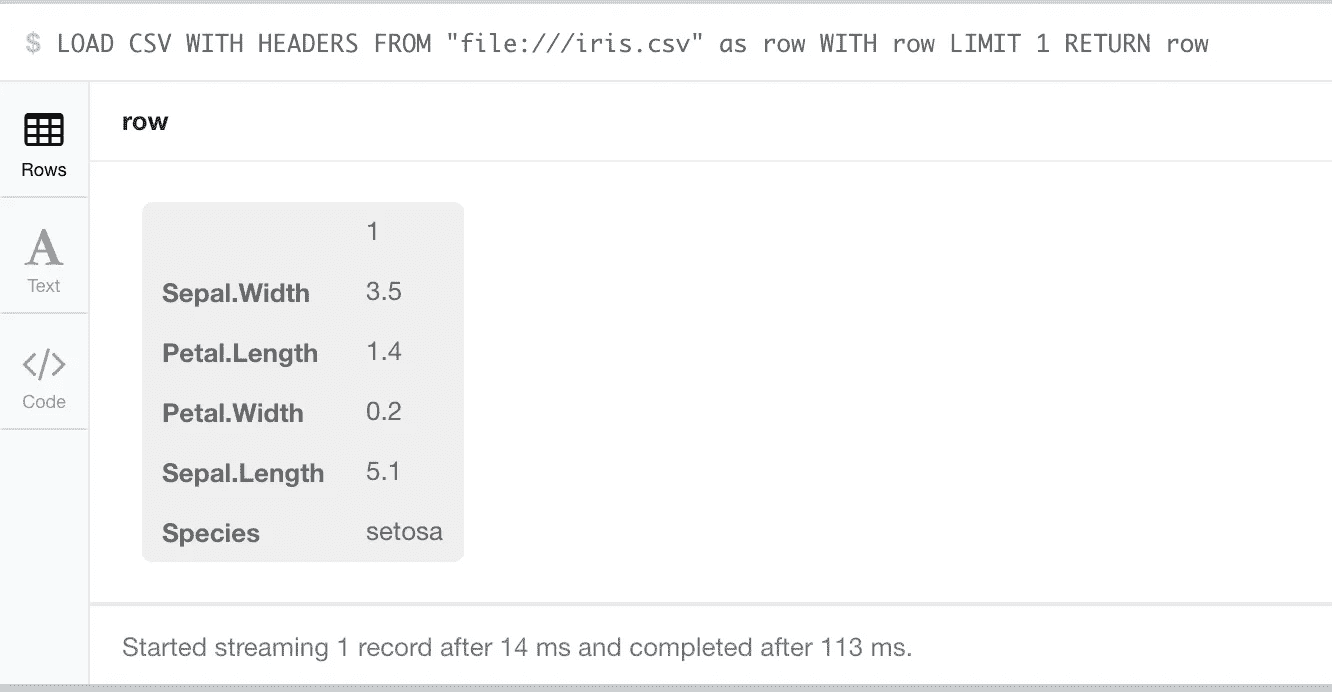 $ LOAD CSV WITH HEADERS FROM "file:///iris.csv" as row WITH row LIMIT 1 RETURN row
row
Rows
1
A
Text
Sepal.Width 3.5
Petal.Length 1.4
</>
Code
Petal.Width 0.2
Sepal.Length 5.1
Species setosa
Started streaming 1 record after 14 ms and completed after 113 ms.